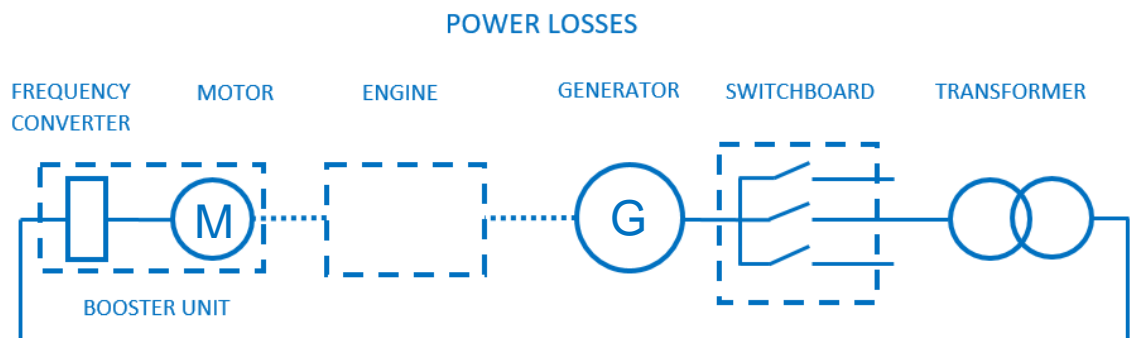 POWER LOSSES
FREQUENCY
CONVERTER
MOTOR
ENGINE
GENERATOR
SWITCHBOARD
TRANSFORMER
M
G
BOOSTER UNIT